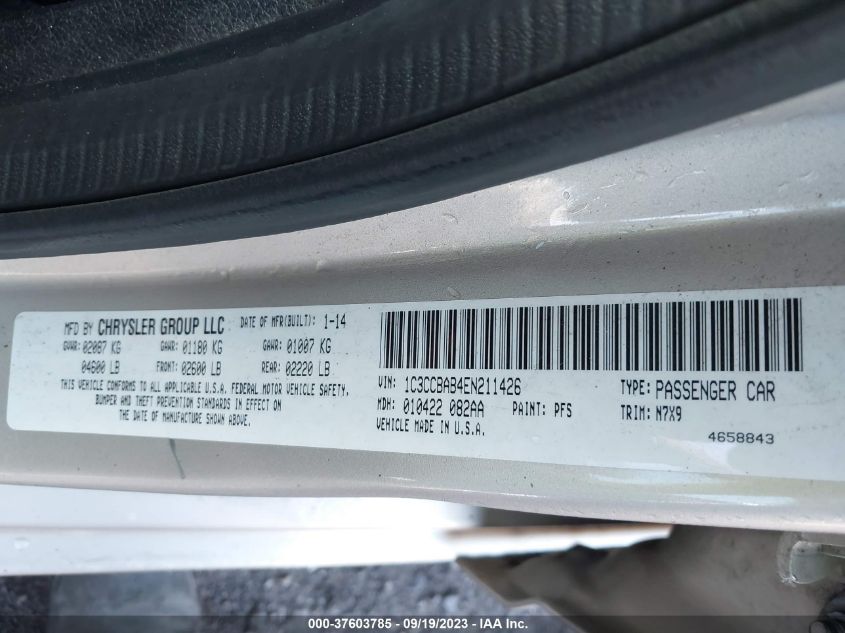 MFD BY CHRYSLER GROUP LLC DATE OF MFR(BUILT): 1-14
GVWR: 02087 KG GAWR: 01180 KG GAWR: 01007 KG
04600 LB FRONT: 02600 LB REAR: 02220 LB
THIS VEHICLE CONFORMS TO ALL APPLICABLE U.S.A. FEDERAL MOTOR VEHICLE SAFETY,
BUMPER AND THEFT PREVENTION STANDARDS IN EFFECT ON
THE DATE OF MANUFACTURE SHOWN ABOVE.
VIN: 1C3CCBAB4EN211426 TYPE: PASSENGER CAR
MDH: 010422 082AA PAINT: PFS TRIM: N7X9
VEHICLE MADE IN U.S.A.
4658843
000-37603785 - 09/19/2023 - IAA Inc.